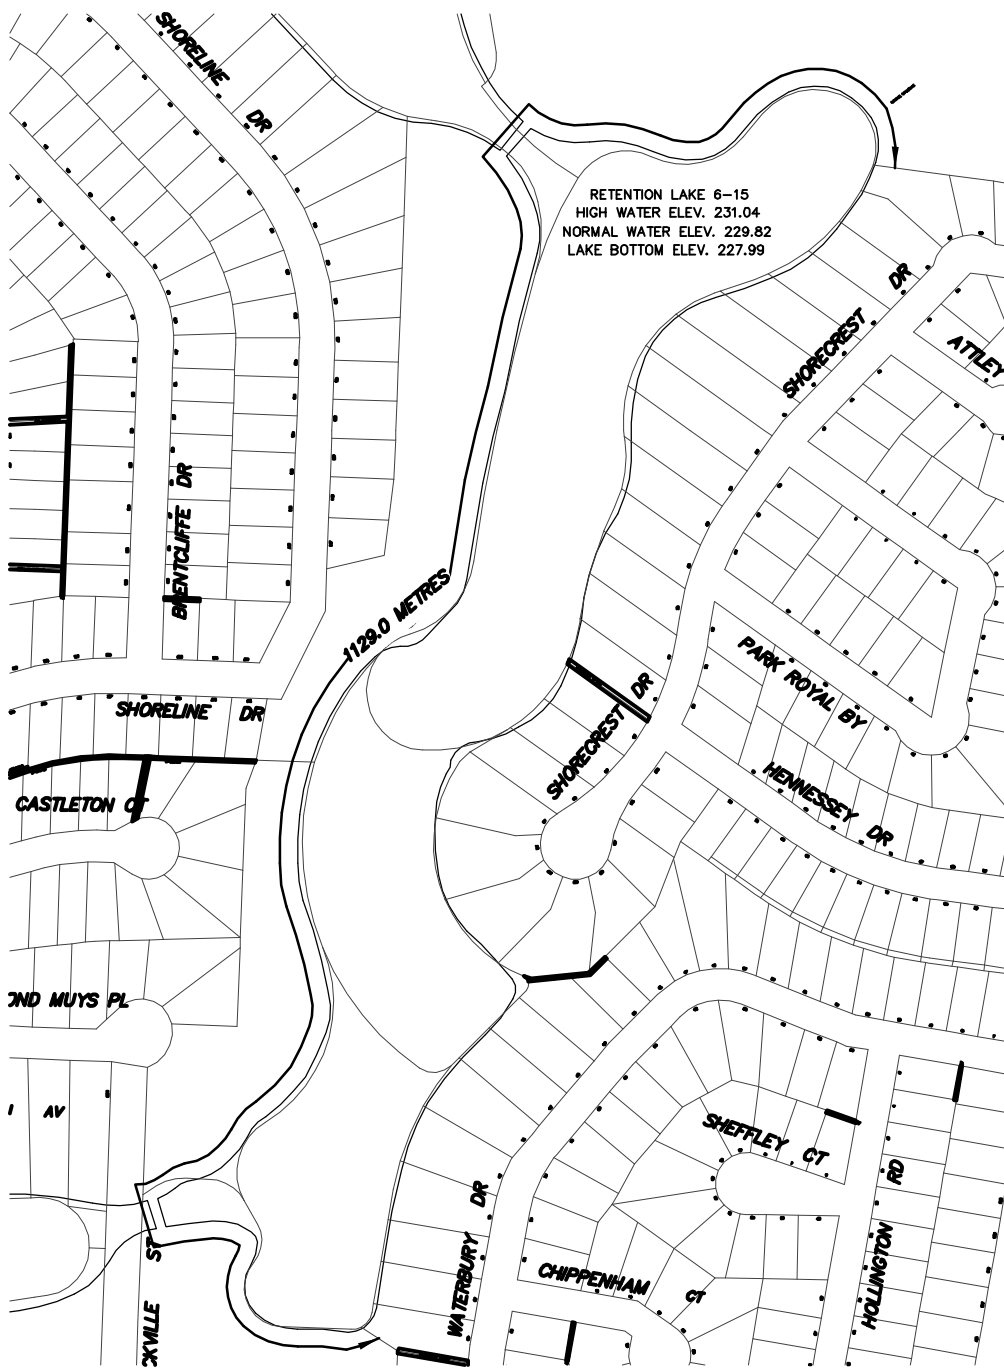 SHORELINE DR
RETENTION LAKE 6-15
HIGH WATER ELEV. 231.04
NORMAL WATER ELEV. 229.82
LAKE BOTTOM ELEV. 227.99
SHORECREST DR
ATTLEY
BRENTCLIFFE DR
1129.0 METRES
PARK ROYAL BY
SHORELINE DR
SHORECREST DR
HENNESSEY DR
CASTLETON CT
OND MUYS PL
AV
SHEFFLEY CT
HOLLINGTON RD
WATERBURY DR
CHIPPENHAM CT
CKVILLE ST